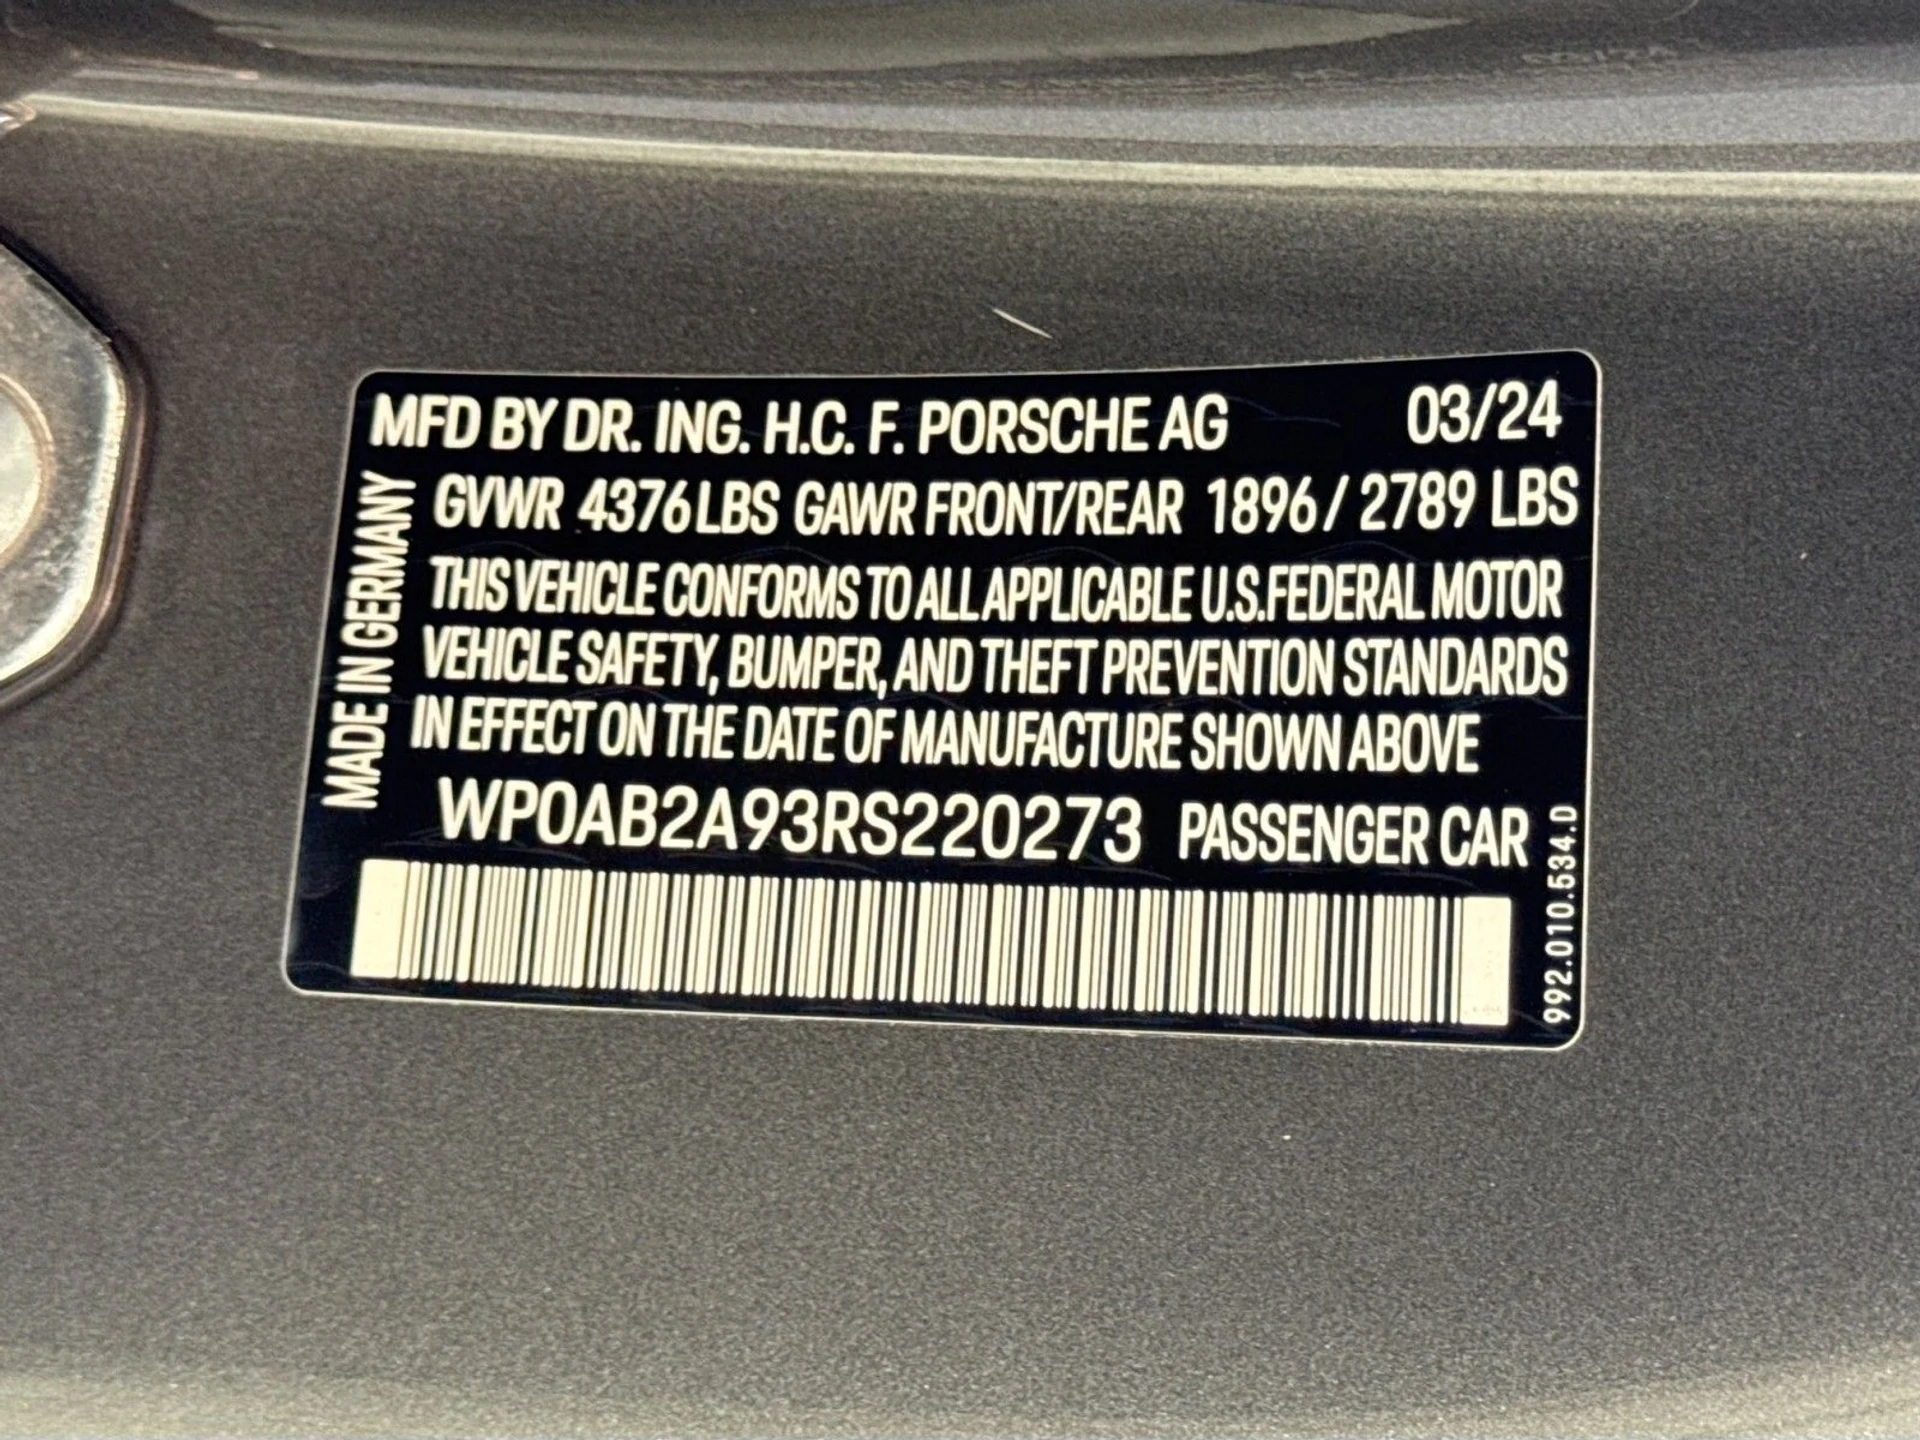 MFD BY DR. ING. H.C. F. PORSCHE AG 03/24
GVWR 4376 LBS GAWR FRONT/REAR 1896 / 2789 LBS
THIS VEHICLE CONFORMS TO ALL APPLICABLE U.S.FEDERAL MOTOR
VEHICLE SAFETY, BUMPER, AND THEFT PREVENTION STANDARDS
IN EFFECT ON THE DATE OF MANUFACTURE SHOWN ABOVE
WP0AB2A93RS220273 PASSENGER CAR
MADE IN GERMANY
992.010.534.D